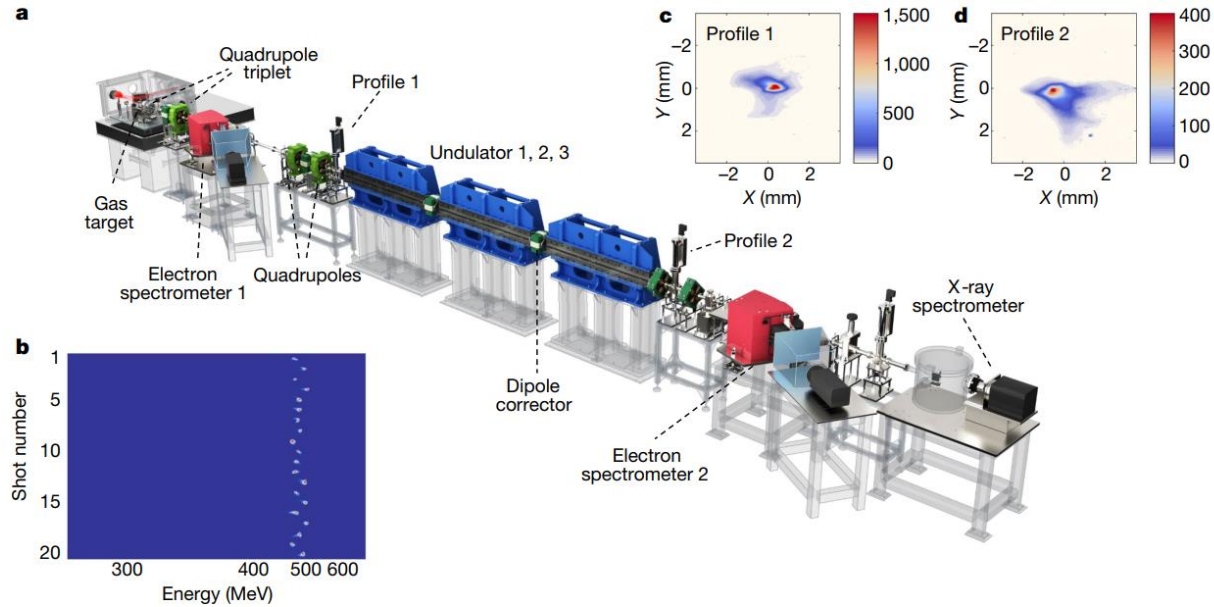 a
Quadrupole
triplet
Profile 1
Undulator 1, 2, 3
Gas
target
Electron
spectrometer 1
Quadrupoles
Profile 2
X-ray
spectrometer
Dipole
corrector
Electron
spectrometer 2
b
Shot number
1
5
10
15
20
300 400 500 600
Energy (MeV)
c
Profile 1
Y (mm)
−2
0
2
−2 0 2
X (mm)
1,500
1,000
500
0
d
Profile 2
Y (mm)
−2
0
2
−2 0 2
X (mm)
400
300
200
100
0